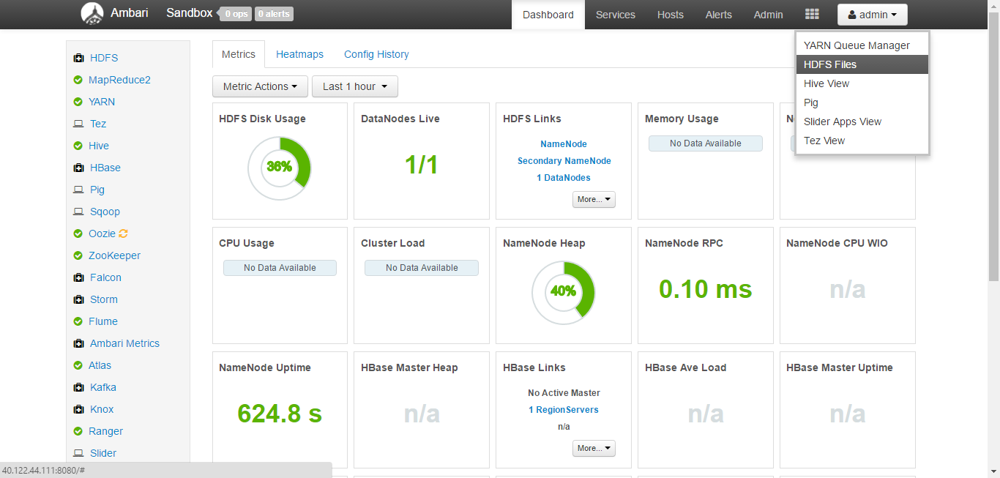 Ambari Sandbox 0 ops 0 alerts Dashboard Services Hosts Alerts Admin admin
YARN Queue Manager
HDFS Files
Hive View
Pig
Slider Apps View
Tez View
HDFS
MapReduce2
YARN
Tez
Hive
HBase
Pig
Sqoop
Oozie
ZooKeeper
Falcon
Storm
Flume
Ambari Metrics
Atlas
Kafka
Knox
Ranger
Slider
Metrics Heatmaps Config History
Metric Actions Last 1 hour
HDFS Disk Usage
36%
DataNodes Live
1/1
HDFS Links
NameNode
Secondary NameNode
1 DataNodes
More...
Memory Usage
No Data Available
CPU Usage
No Data Available
Cluster Load
No Data Available
NameNode Heap
40%
NameNode RPC
0.10 ms
NameNode CPU WIO
n/a
NameNode Uptime
624.8 s
HBase Master Heap
n/a
HBase Links
No Active Master
1 RegionServers
n/a
More...
HBase Ave Load
n/a
HBase Master Uptime
n/a
40.122.44.111:8080/#